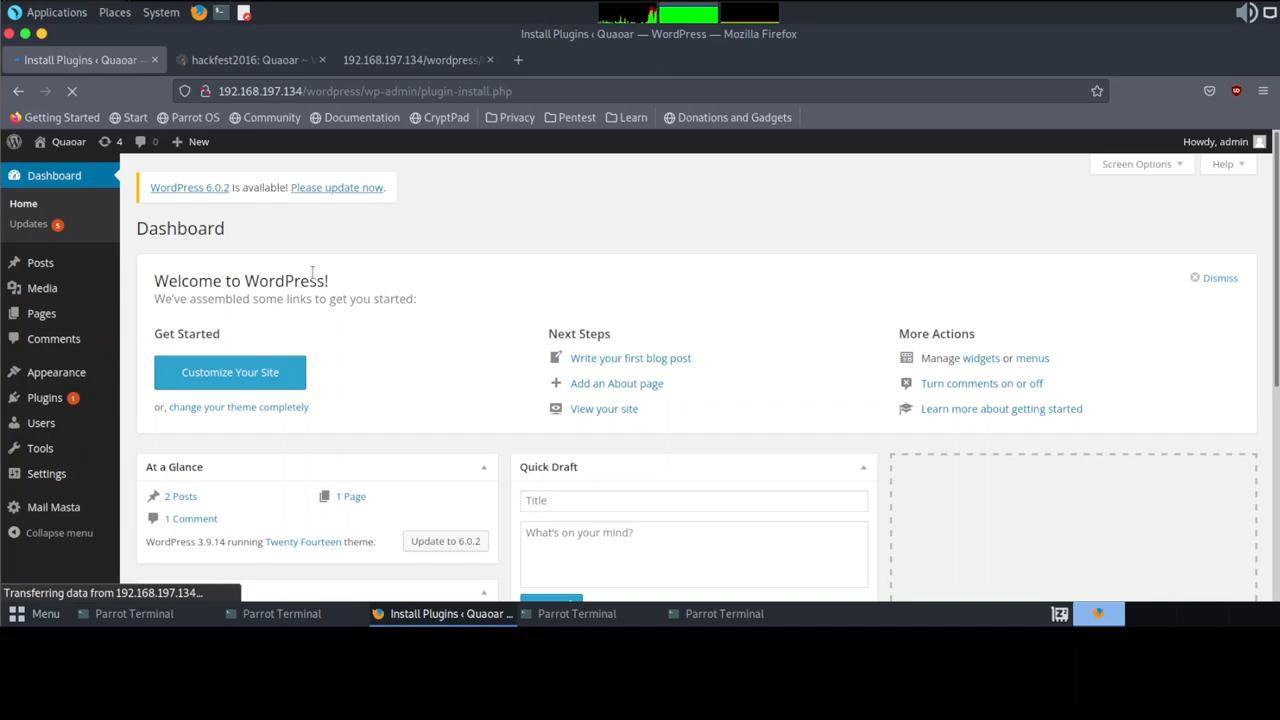 Applications Places System
Install Plugins ‹ Quaoar — WordPress — Mozilla Firefox
Install Plugins ‹ Quaoar — × hackfest2016: Quaoar ~ V × 192.168.197.134/wordpress/ × +
192.168.197.134/wordpress/wp-admin/plugin-install.php
Getting Started Start Parrot OS Community Documentation CryptPad Privacy Pentest Learn Donations and Gadgets
Quaoar 4 0 + New Howdy, admin
Screen Options Help
Dashboard
Home
Updates 5
Posts
Media
Pages
Comments
Appearance
Plugins 1
Users
Tools
Settings
Mail Masta
Collapse menu
WordPress 6.0.2 is available! Please update now.
Dashboard
Welcome to WordPress!
Dismiss
We've assembled some links to get you started:
Get Started
Customize Your Site
or, change your theme completely
Next Steps
Write your first blog post
Add an About page
View your site
More Actions
Manage widgets or menus
Turn comments on or off
Learn more about getting started
At a Glance
2 Posts 1 Page
1 Comment
WordPress 3.9.14 running Twenty Fourteen theme. Update to 6.0.2
Quick Draft
Title
What's on your mind?
Transferring data from 192.168.197.134...
Menu Parrot Terminal Parrot Terminal Install Plugins ‹ Quaoar ... Parrot Terminal Parrot Terminal